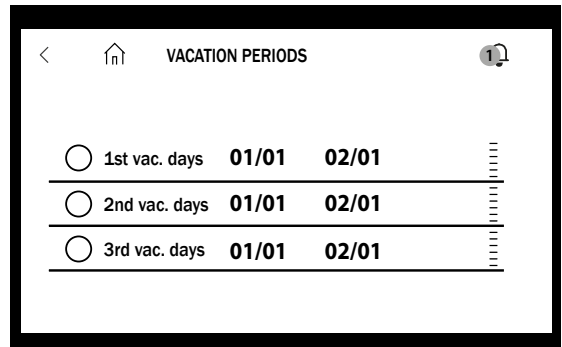 < VACATION PERIODS 1
1st vac. days 01/01 02/01
2nd vac. days 01/01 02/01
3rd vac. days 01/01 02/01